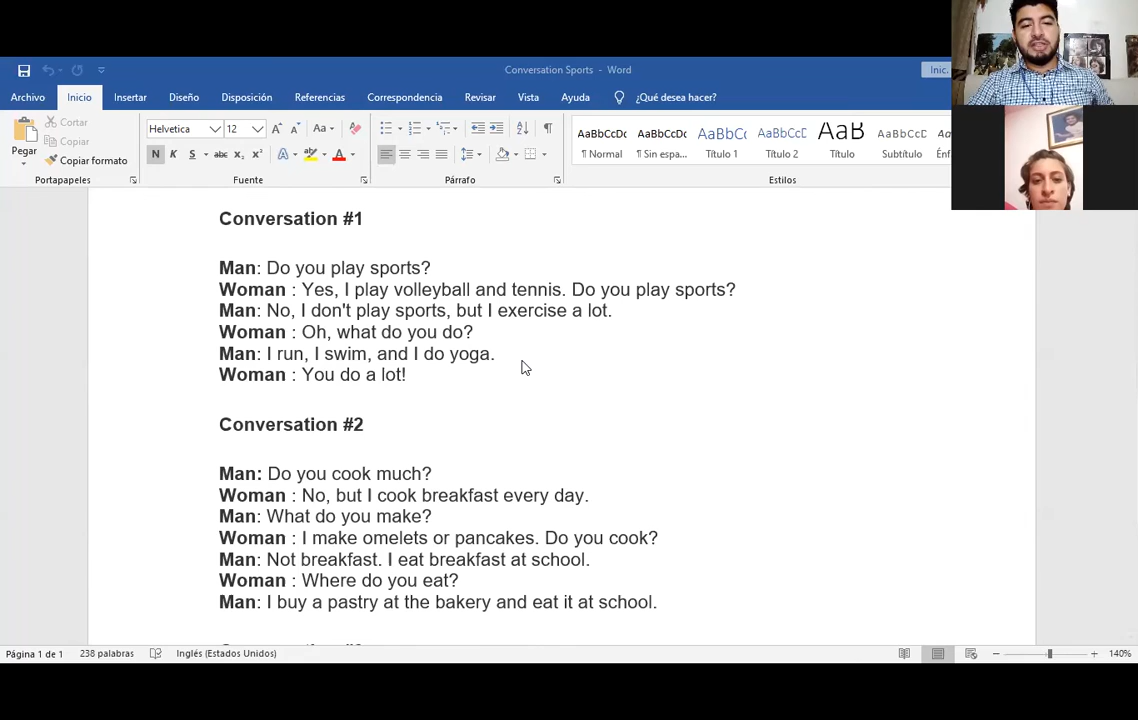 Conversation Sports - Word
Inic.
Archivo Inicio Insertar Diseño Disposición Referencias Correspondencia Revisar Vista Ayuda ¿Qué desea hacer?
Pegar
Cortar
Copiar
Copiar formato
Portapapeles
Helvetica 12 Aa
N K S abc x₂ x² A A
Fuente
Párrafo
AaBbCcDc AaBbCcDc AaBbCc AaBbCcD AaB AaBbCcD
¶ Normal ¶ Sin espa... Título 1 Título 2 Título Subtítulo
Estilos
Conversation #1
Man: Do you play sports?
Woman : Yes, I play volleyball and tennis. Do you play sports?
Man: No, I don't play sports, but I exercise a lot.
Woman : Oh, what do you do?
Man: I run, I swim, and I do yoga.
Woman : You do a lot!
Conversation #2
Man: Do you cook much?
Woman : No, but I cook breakfast every day.
Man: What do you make?
Woman : I make omelets or pancakes. Do you cook?
Man: Not breakfast. I eat breakfast at school.
Woman : Where do you eat?
Man: I buy a pastry at the bakery and eat it at school.
Página 1 de 1 238 palabras Inglés (Estados Unidos) 140%